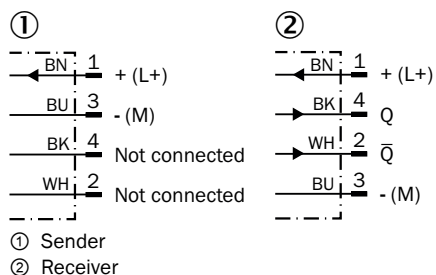 ① ②
BN 1 + (L+)
BU 3 - (M)
BK 4 Not connected
WH 2 Not connected
BN 1 + (L+)
BK 4 Q
WH 2 Q̅
BU 3 - (M)
① Sender
② Receiver